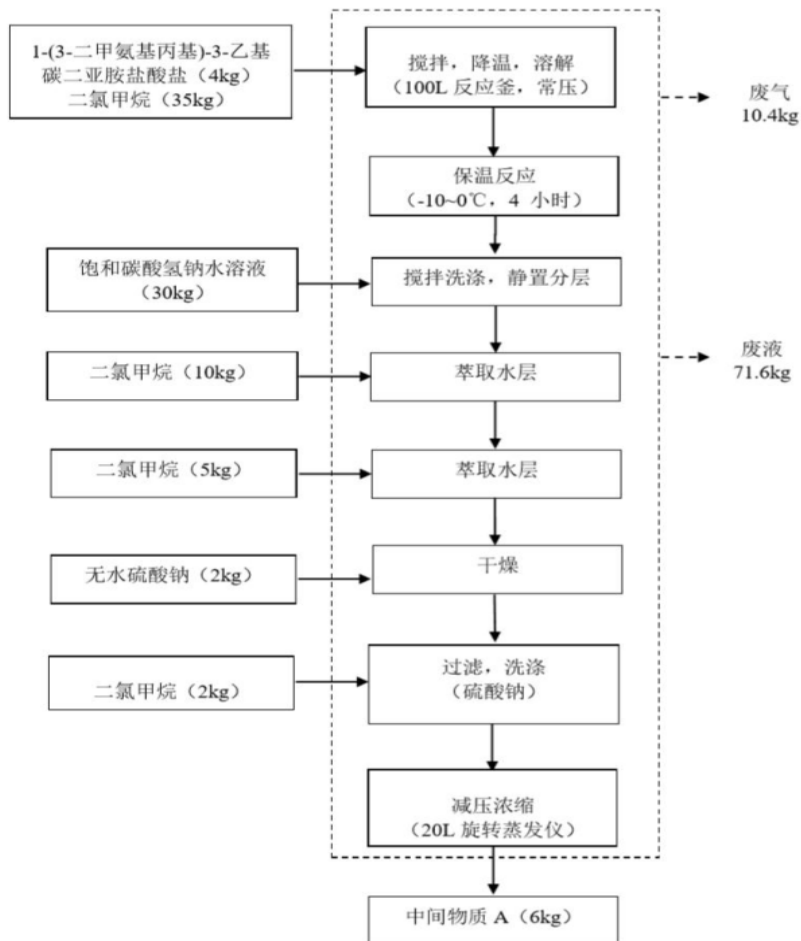 1-(3-二甲氨基丙基)-3-乙基
碳二亚胺盐酸盐（4kg）
二氯甲烷（35kg）
搅拌，降温，溶解
（100L 反应釜，常压）
废气
10.4kg
保温反应
（-10~0℃，4 小时）
饱和碳酸氢钠水溶液
（30kg）
搅拌洗涤，静置分层
废液
71.6kg
二氯甲烷（10kg）
萃取水层
二氯甲烷（5kg）
萃取水层
无水硫酸钠（2kg）
干燥
二氯甲烷（2kg）
过滤，洗涤
（硫酸钠）
减压浓缩
（20L 旋转蒸发仪）
中间物质 A（6kg）